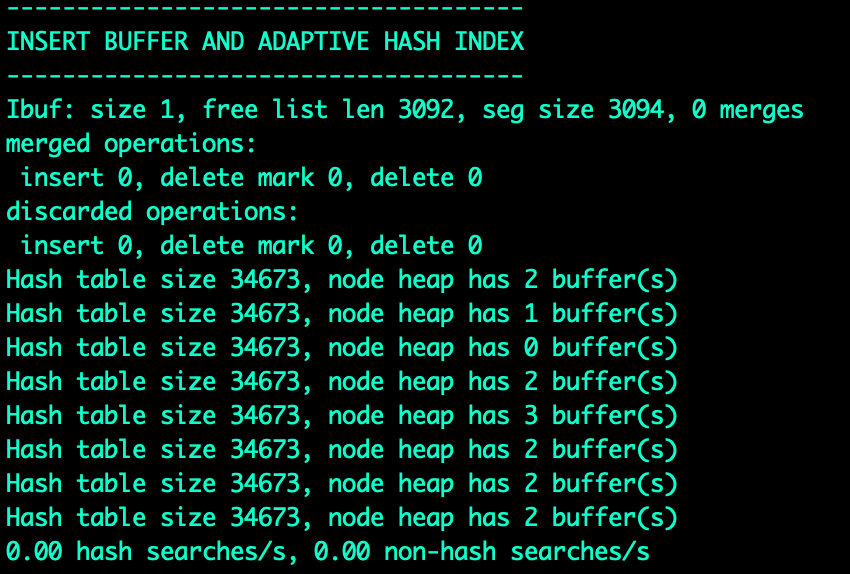 -------------------------------------
INSERT BUFFER AND ADAPTIVE HASH INDEX
-------------------------------------
Ibuf: size 1, free list len 3092, seg size 3094, 0 merges
merged operations:
 insert 0, delete mark 0, delete 0
discarded operations:
 insert 0, delete mark 0, delete 0
Hash table size 34673, node heap has 2 buffer(s)
Hash table size 34673, node heap has 1 buffer(s)
Hash table size 34673, node heap has 0 buffer(s)
Hash table size 34673, node heap has 2 buffer(s)
Hash table size 34673, node heap has 3 buffer(s)
Hash table size 34673, node heap has 2 buffer(s)
Hash table size 34673, node heap has 2 buffer(s)
Hash table size 34673, node heap has 2 buffer(s)
0.00 hash searches/s, 0.00 non-hash searches/s